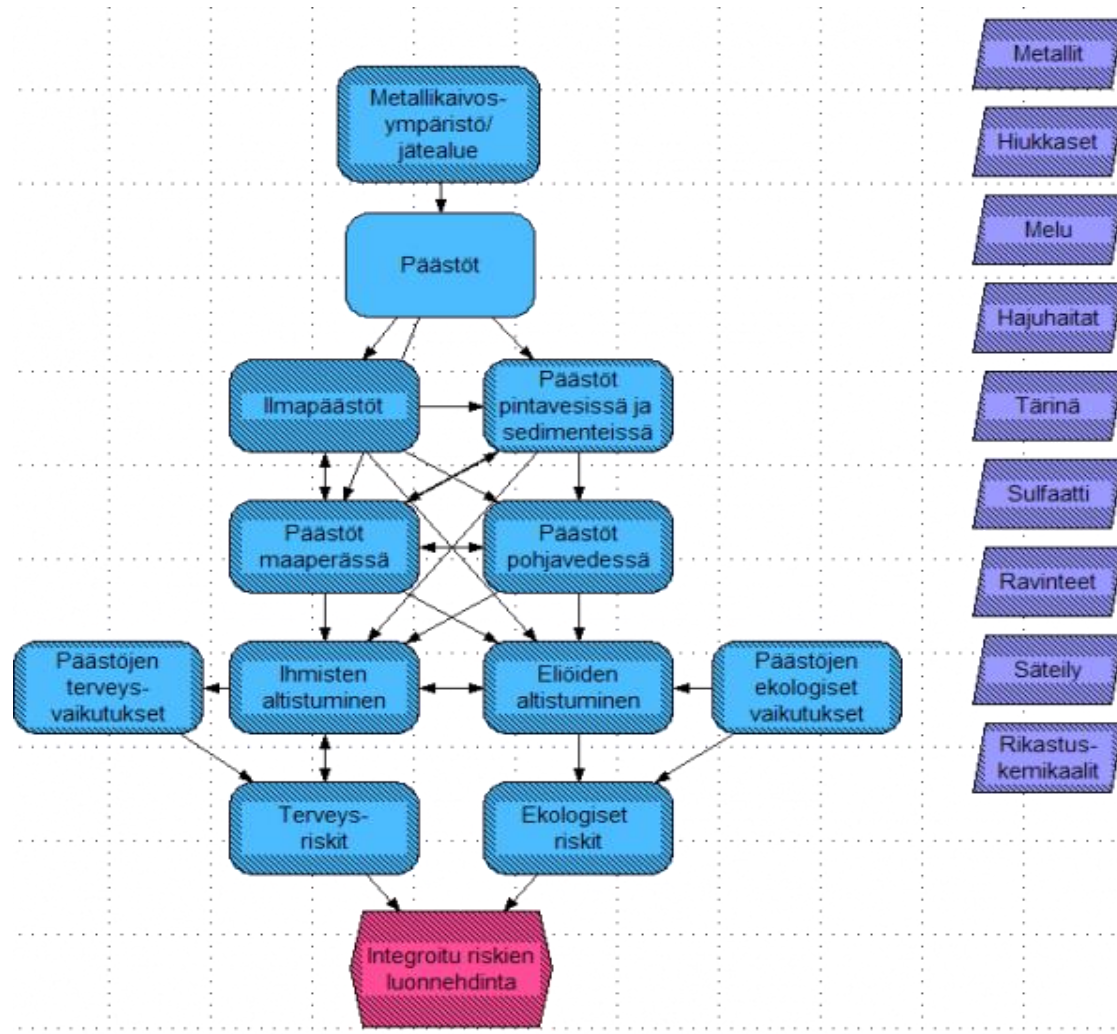 Metallikaivos-
ympäristö/
jätealue
Päästöt
Ilmapäästöt
Päästöt
pintavesissä ja
sedimenteissä
Päästöt
maaperässä
Päästöt
pohjavedessä
Päästöjen
terveys-
vaikutukset
Ihmisten
altistuminen
Eliöiden
altistuminen
Päästöjen
ekologiset
vaikutukset
Terveys-
riskit
Ekologiset
riskit
Integroitu riskien
luonnehdinta
Metallit
Hiukkaset
Melu
Hajuhaitat
Tärinä
Sulfaatti
Ravinteet
Säteily
Rikastus-
kemikaalit